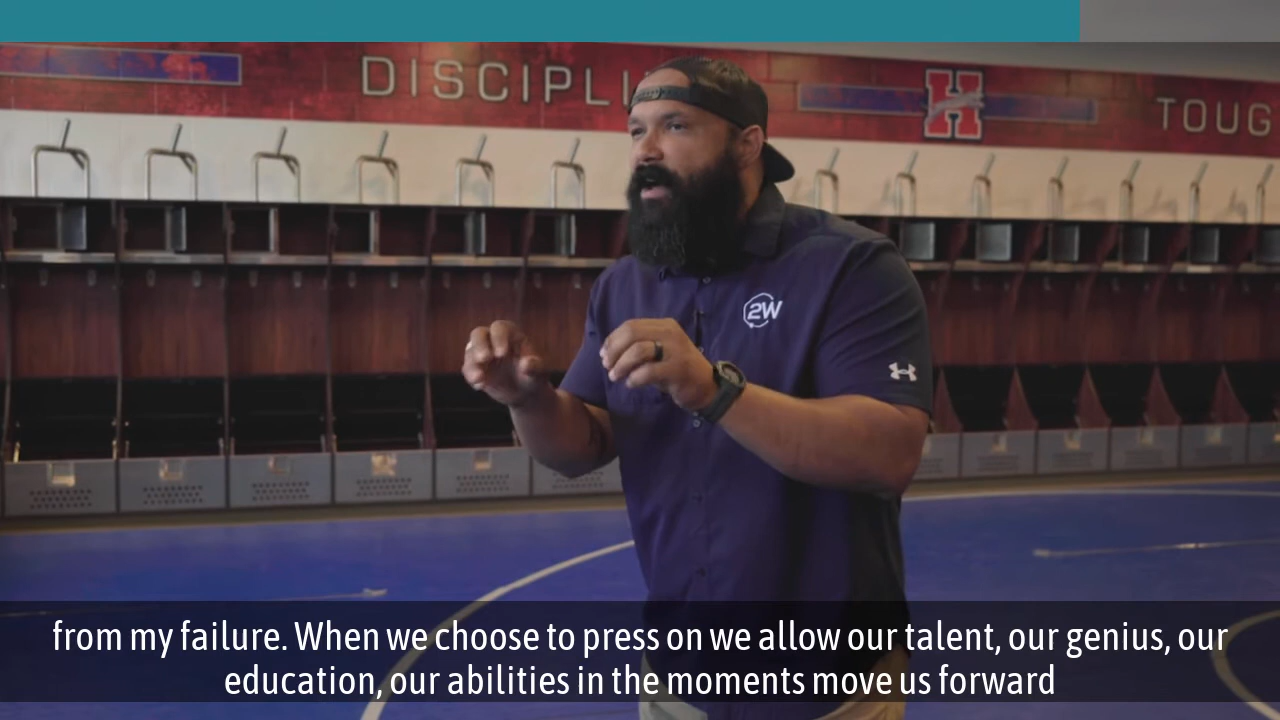 DISCIPLI
H
TOUG
2W
from my failure. When we choose to press on we allow our talent, our genius, our
education, our abilities in the moments move us forward